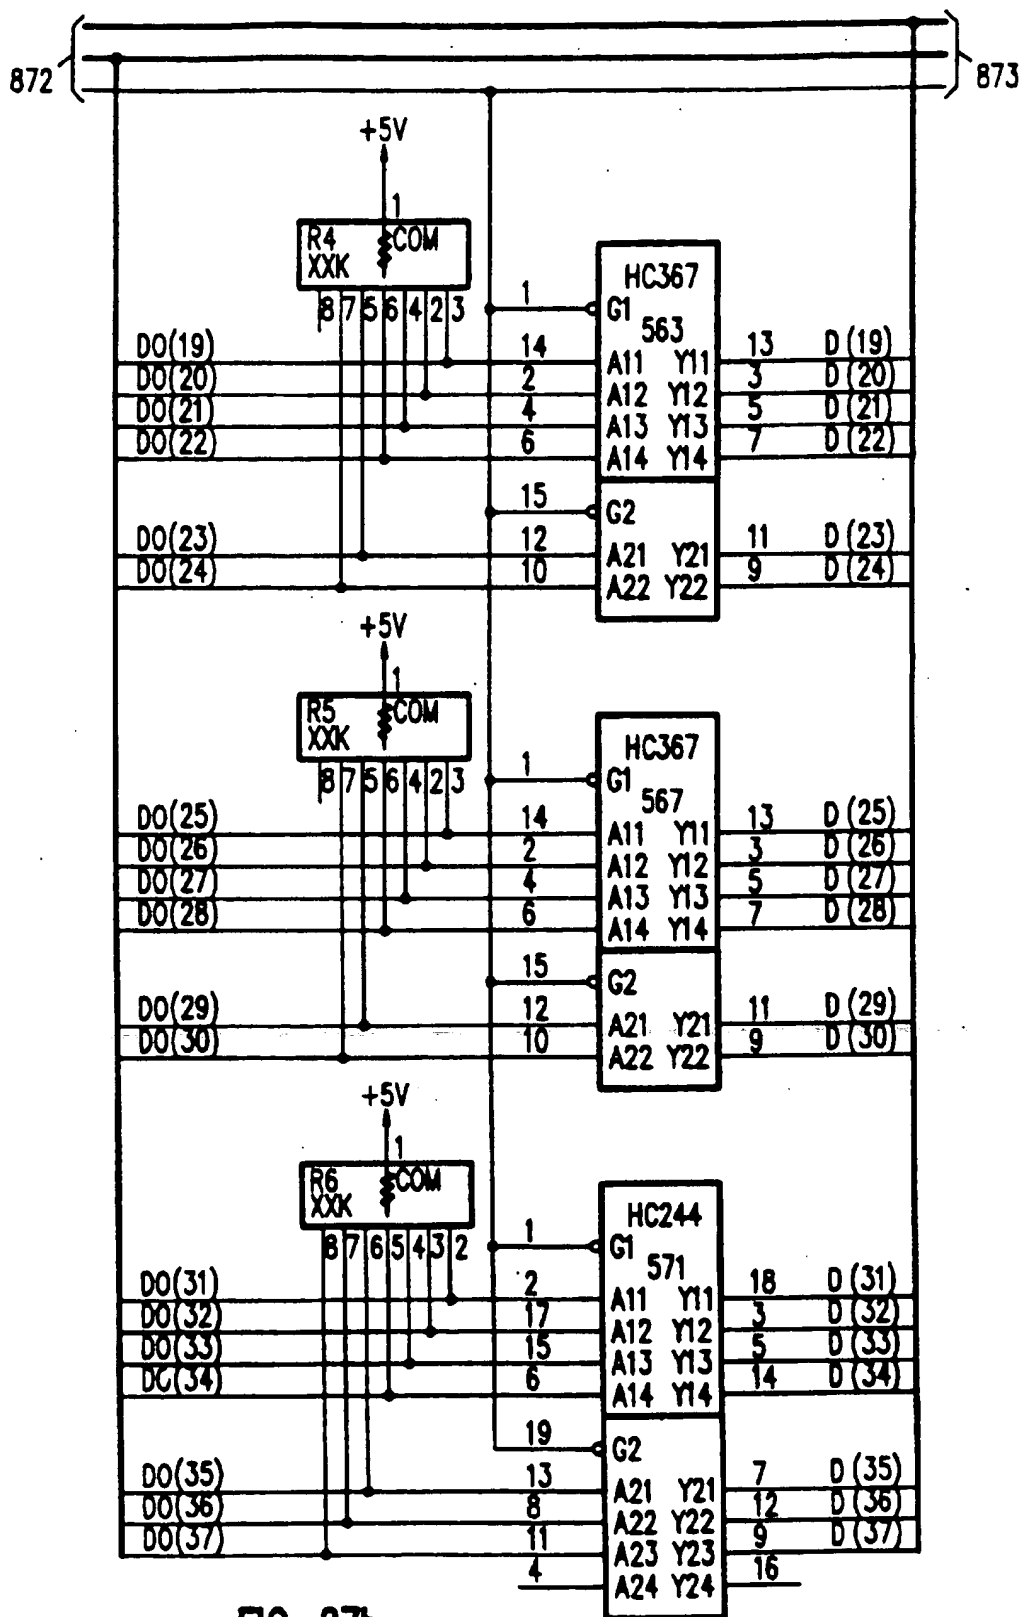 872
873
+5V
1
R4 COM
XXK
8 7 5 6 4 2 3
HC367
1 G1
563
DO(19) 14 A11 Y11 13 D (19)
DO(20) 2 A12 Y12 3 D (20)
DO(21) 4 A13 Y13 5 D (21)
DO(22) 6 A14 Y14 7 D (22)
15 G2
DO(23) 12 A21 Y21 11 D (23)
DO(24) 10 A22 Y22 9 D (24)
+5V
1
R5 COM
XXK
8 7 5 6 4 2 3
HC367
1 G1
567
DO(25) 14 A11 Y11 13 D (25)
DO(26) 2 A12 Y12 3 D (26)
DO(27) 4 A13 Y13 5 D (27)
DO(28) 6 A14 Y14 7 D (28)
15 G2
DO(29) 12 A21 Y21 11 D (29)
DO(30) 10 A22 Y22 9 D (30)
+5V
1
R6 COM
XXK
8 7 6 5 4 3 2
HC244
1 G1
571
DO(31) 2 A11 Y11 18 D (31)
DO(32) 17 A12 Y12 3 D (32)
DO(33) 15 A13 Y13 5 D (33)
DO(34) 6 A14 Y14 14 D (34)
19 G2
DO(35) 13 A21 Y21 7 D (35)
DO(36) 8 A22 Y22 12 D (36)
DO(37) 11 A23 Y23 9 D (37)
4 A24 Y24 16